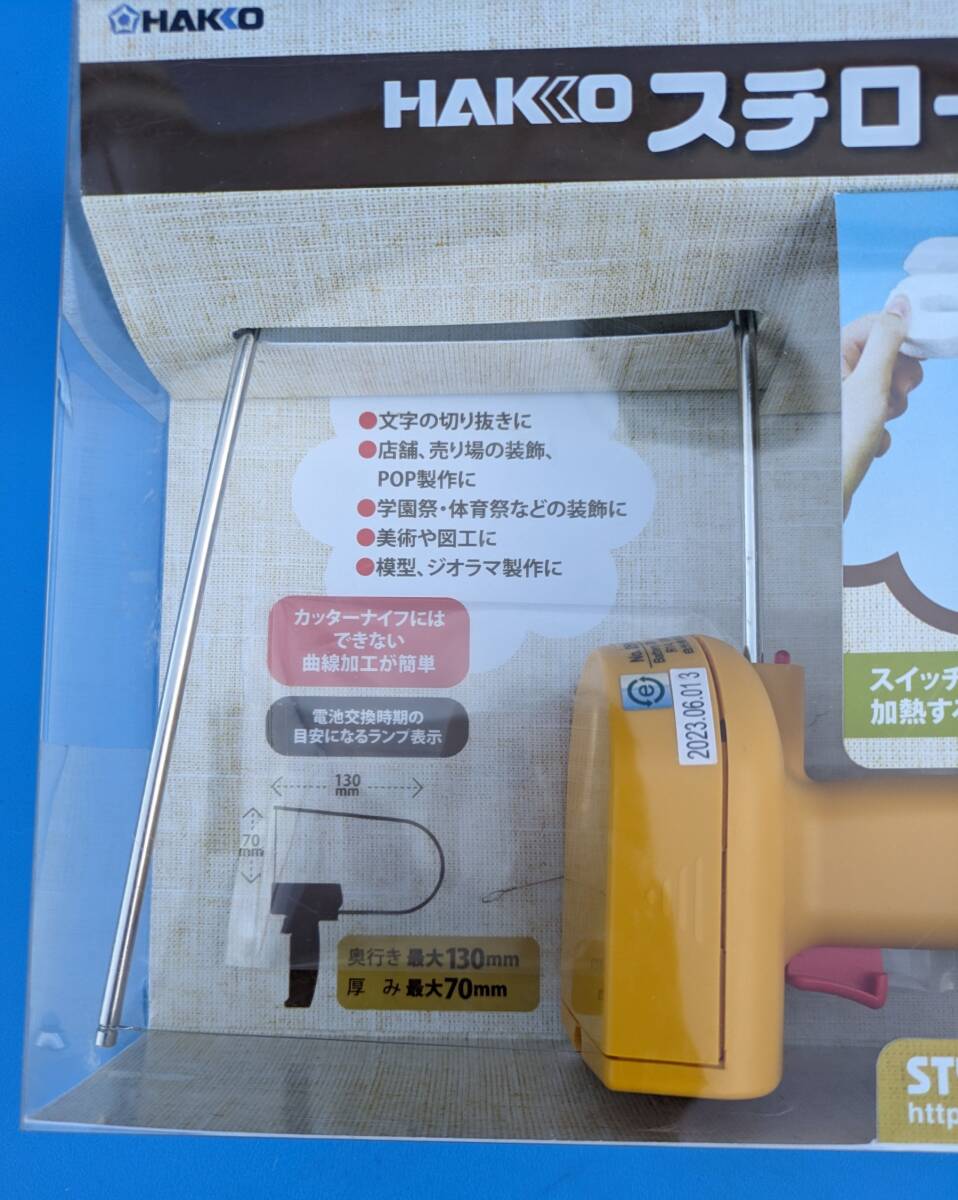 HAKKO
HAKKO スチロー
●文字の切り抜きに
●店舗、売り場の装飾、
POP製作に
●学園祭・体育祭などの装飾に
●美術や図工に
●模型、ジオラマ製作に
カッターナイフには
できない
曲線加工が簡単
電池交換時期の
目安になるランプ表示
130
mm
70
mm
奥行き 最大130mm
厚 み 最大70mm
No.
e
2023.06.01 3
スイッチ
加熱する
ST
http